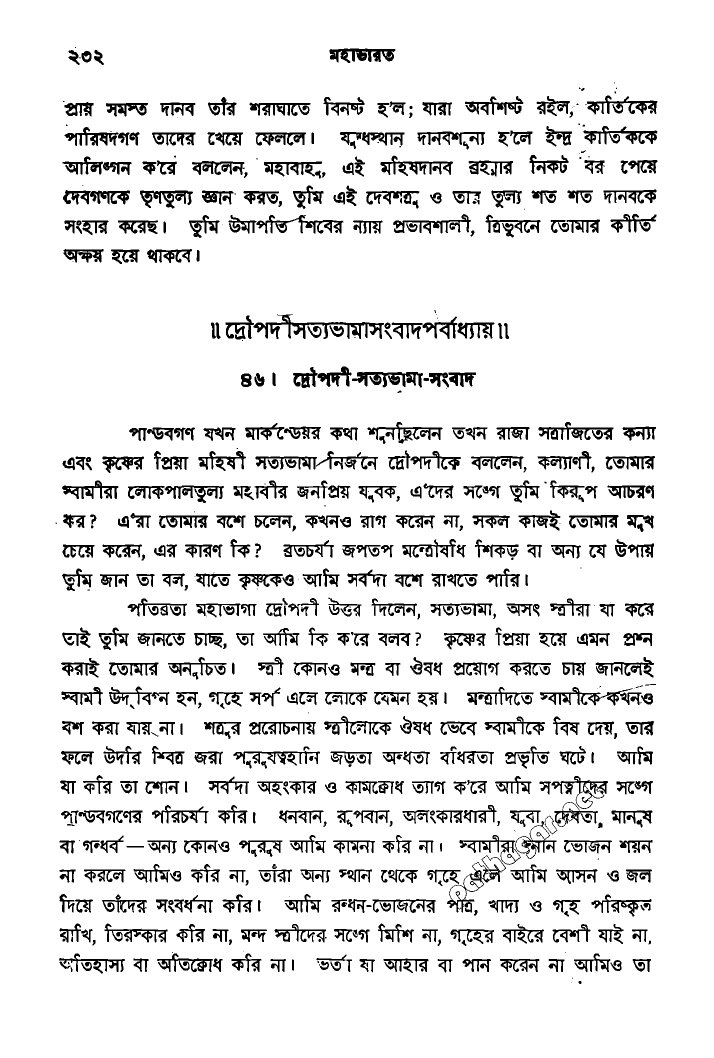 ২৩২ মহাভারত
প্রায় সমস্ত দানব তাঁর শরাঘাতে বিনষ্ট হ'ল; যারা অবশিষ্ট রইল, কার্তিকের
পারিষদগণ তাদের খেয়ে ফেললে। যুদ্ধস্থান দানবশূন্য হ'লে ইন্দ্র কার্তিককে
আলিঙ্গন ক'রে বললেন, মহাবাহু, এই মহিষদানব ব্রহ্মার নিকট বর পেয়ে
দেবগণকে তৃণতুল্য জ্ঞান করত, তুমি এই দেবশত্রু ও তার তুল্য শত শত দানবকে
সংহার করেছ। তুমি উমাপতি শিবের ন্যায় প্রভাবশালী, ত্রিভুবনে তোমার কীর্তি
অক্ষয় হয়ে থাকবে।
॥ দ্রৌপদীসত্যভামাসংবাদপর্বাধ্যায় ॥
৪৬। দ্রৌপদী-সত্যভামা-সংবাদ
পাণ্ডবগণ যখন মার্কণ্ডেয়র কথা শুনছিলেন তখন রাজা সত্রাজিতের কন্যা
এবং কৃষ্ণের প্রিয়া মহিষী সত্যভামা নির্জনে দ্রৌপদীকে বললেন, কল্যাণী, তোমার
স্বামীরা লোকপালতুল্য মহাবীর জনপ্রিয় যুবক, এ'দের সঙ্গে তুমি কিরূপ আচরণ
কর? এ'রা তোমার বশে চলেন, কখনও রাগ করেন না, সকল কাজই তোমার মুখ
চেয়ে করেন, এর কারণ কি? ব্রতচর্যা জপতপ মন্ত্রৌষধি শিকড় বা অন্য যে উপায়
তুমি জান তা বল, যাতে কৃষ্ণকেও আমি সর্বদা বশে রাখতে পারি।
পতিব্রতা মহাভাগা দ্রৌপদী উত্তর দিলেন, সত্যভামা, অসৎ স্ত্রীরা যা করে
তাই তুমি জানতে চাচ্ছ, তা আমি কি ক'রে বলব? কৃষ্ণের প্রিয়া হয়ে এমন প্রশ্ন
করাই তোমার অনুচিত। স্ত্রী কোনও মন্ত্র বা ঔষধ প্রয়োগ করতে চায় জানলেই
স্বামী উদ্‌বিগ্ন হন, গৃহে সর্প এলে লোকে যেমন হয়। মন্ত্রাদিতে স্বামীকে কখনও
বশ করা যায় না। শত্রুর প্ররোচনায় স্ত্রীলোকে ঔষধ ভেবে স্বামীকে বিষ দেয়, তার
ফলে উদরি শ্বিত্র জরা পুরুষত্বহানি জড়তা অন্ধতা বধিরতা প্রভৃতি ঘটে। আমি
যা করি তা শোন। সর্বদা অহংকার ও কামক্রোধ ত্যাগ ক'রে আমি সপত্নীদের সঙ্গে
পাণ্ডবগণের পরিচর্যা করি। ধনবান, রূপবান, অলংকারধারী, যুবা, দেবতা, মানুষ
বা গন্ধর্ব — অন্য কোনও পুরুষ আমি কামনা করি না। স্বামীরা স্নান ভোজন শয়ন
না করলে আমিও করি না, তাঁরা অন্য স্থান থেকে গৃহে এলে আমি আসন ও জল
দিয়ে তাঁদের সংবর্ধনা করি। আমি রন্ধন-ভোজনের পাত্র, খাদ্য ও গৃহ পরিষ্কৃত
রাখি, তিরস্কার করি না, মন্দ স্ত্রীদের সঙ্গে মিশি না, গৃহের বাইরে বেশী যাই না,
অতিহাস্য বা অতিক্রোধ করি না। ভর্তা যা আহার বা পান করেন না আমিও তা
pathagar.net